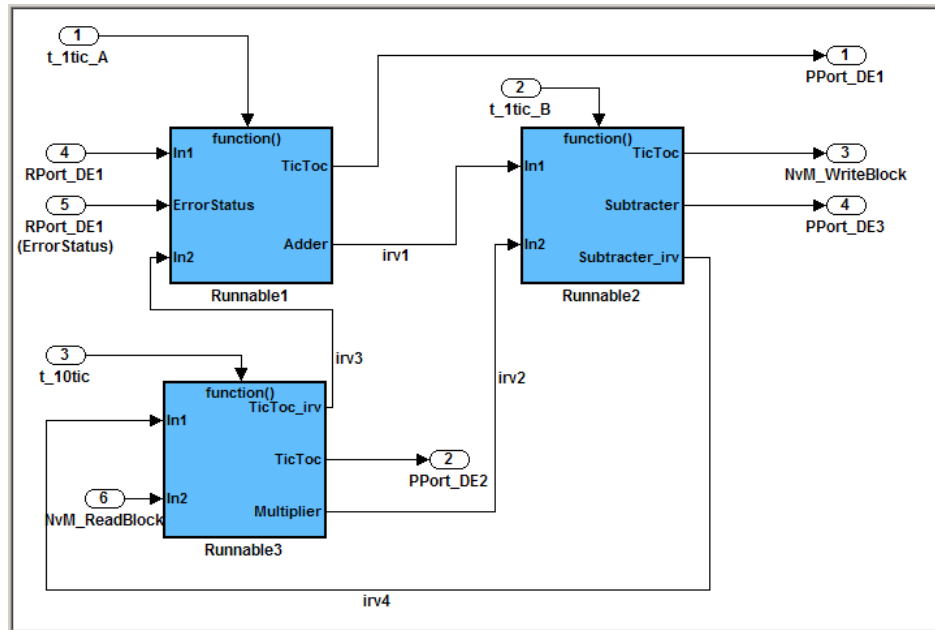 1
t_1tic_A
function()
In1
TicToc
ErrorStatus
Adder
In2
Runnable1
4
RPort_DE1
5
RPort_DE1
(ErrorStatus)
1
PPort_DE1
2
t_1tic_B
function()
TicToc
In1
Subtracter
In2
Subtracter_irv
Runnable2
3
NvM_WriteBlock
4
PPort_DE3
irv1
irv3
irv2
3
t_10tic
function()
TicToc_irv
In1
TicToc
In2
Multiplier
Runnable3
2
PPort_DE2
6
NvM_ReadBlock
irv4